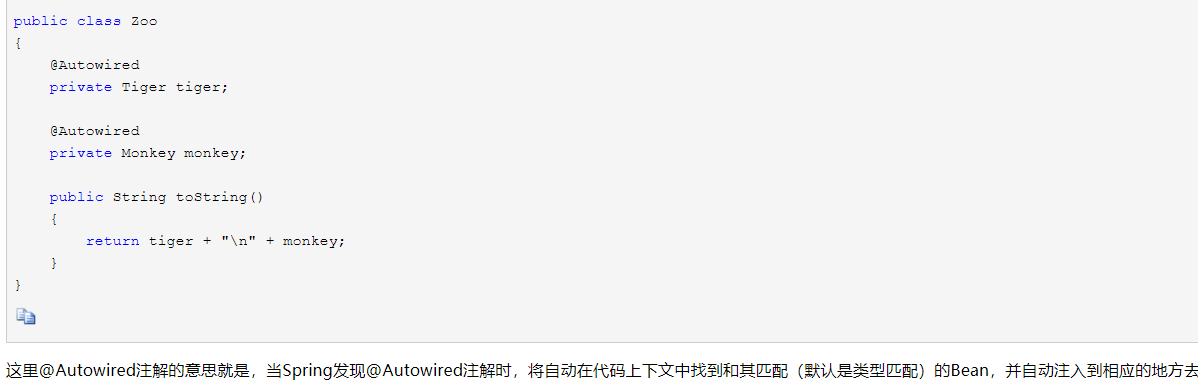 public class Zoo
{
    @Autowired
    private Tiger tiger;
    @Autowired
    private Monkey monkey;
    public String toString()
    {
        return tiger + "\n" + monkey;
    }
}
这里@Autowired注解的意思就是，当Spring发现@Autowired注解时，将自动在代码上下文中找到和其匹配（默认是类型匹配）的Bean，并自动注入到相应的地方去